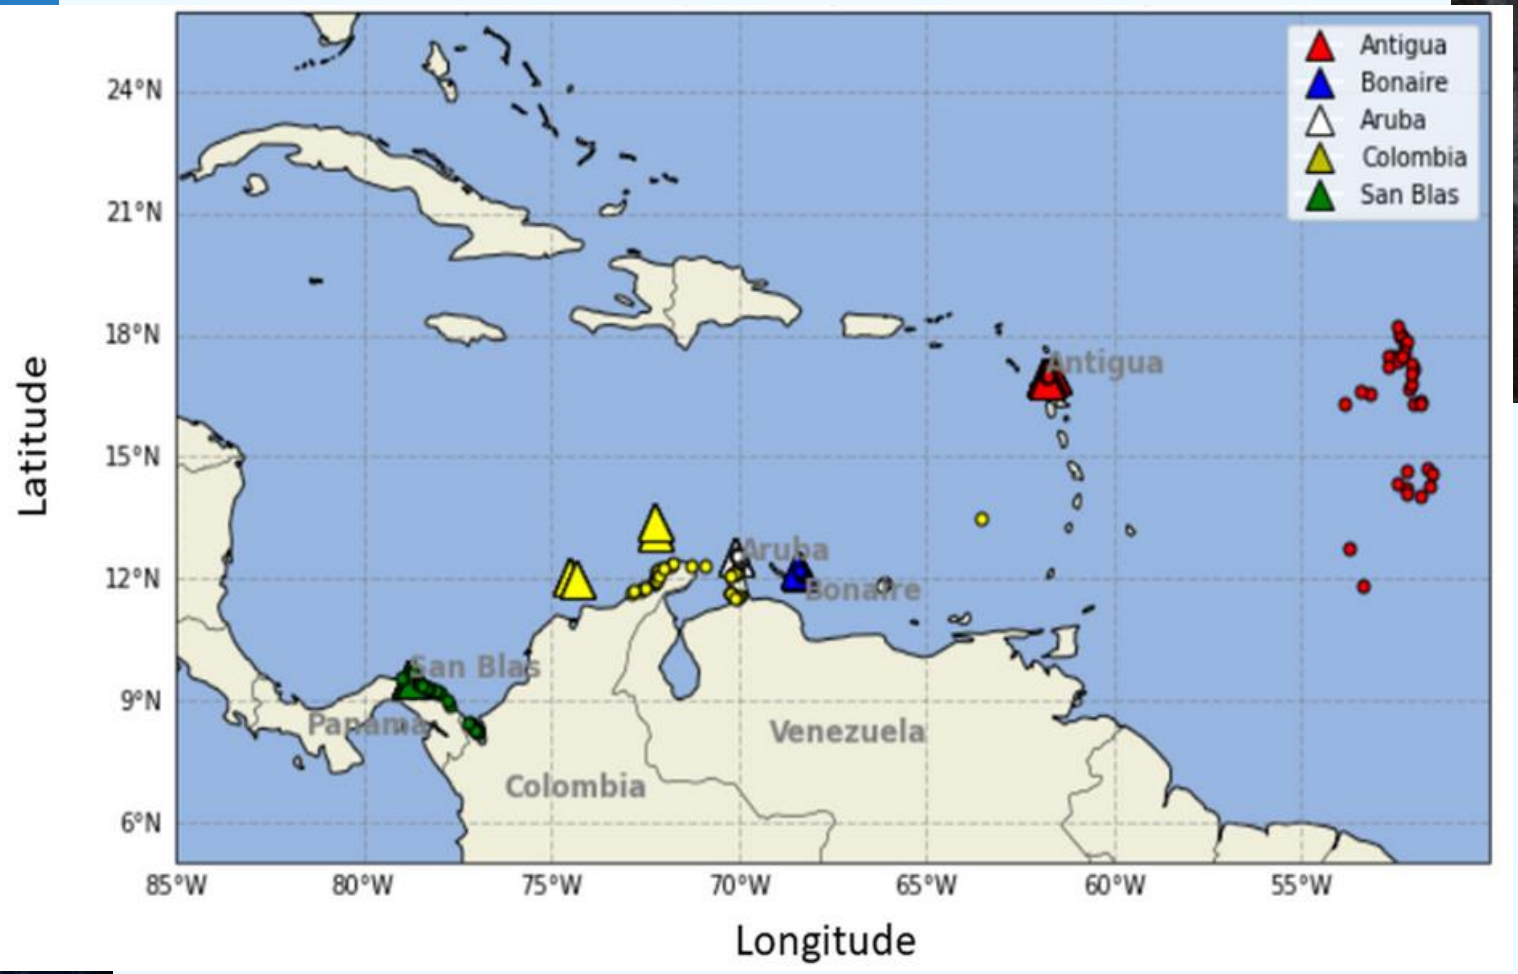 Antigua
Bonaire
Aruba
Colombia
San Blas
24°N
21°N
18°N
15°N
12°N
9°N
6°N
Latitude
Antigua
Aruba
Bonaire
San Blas
Panama
Venezuela
Colombia
85°W 80°W 75°W 70°W 65°W 60°W 55°W
Longitude